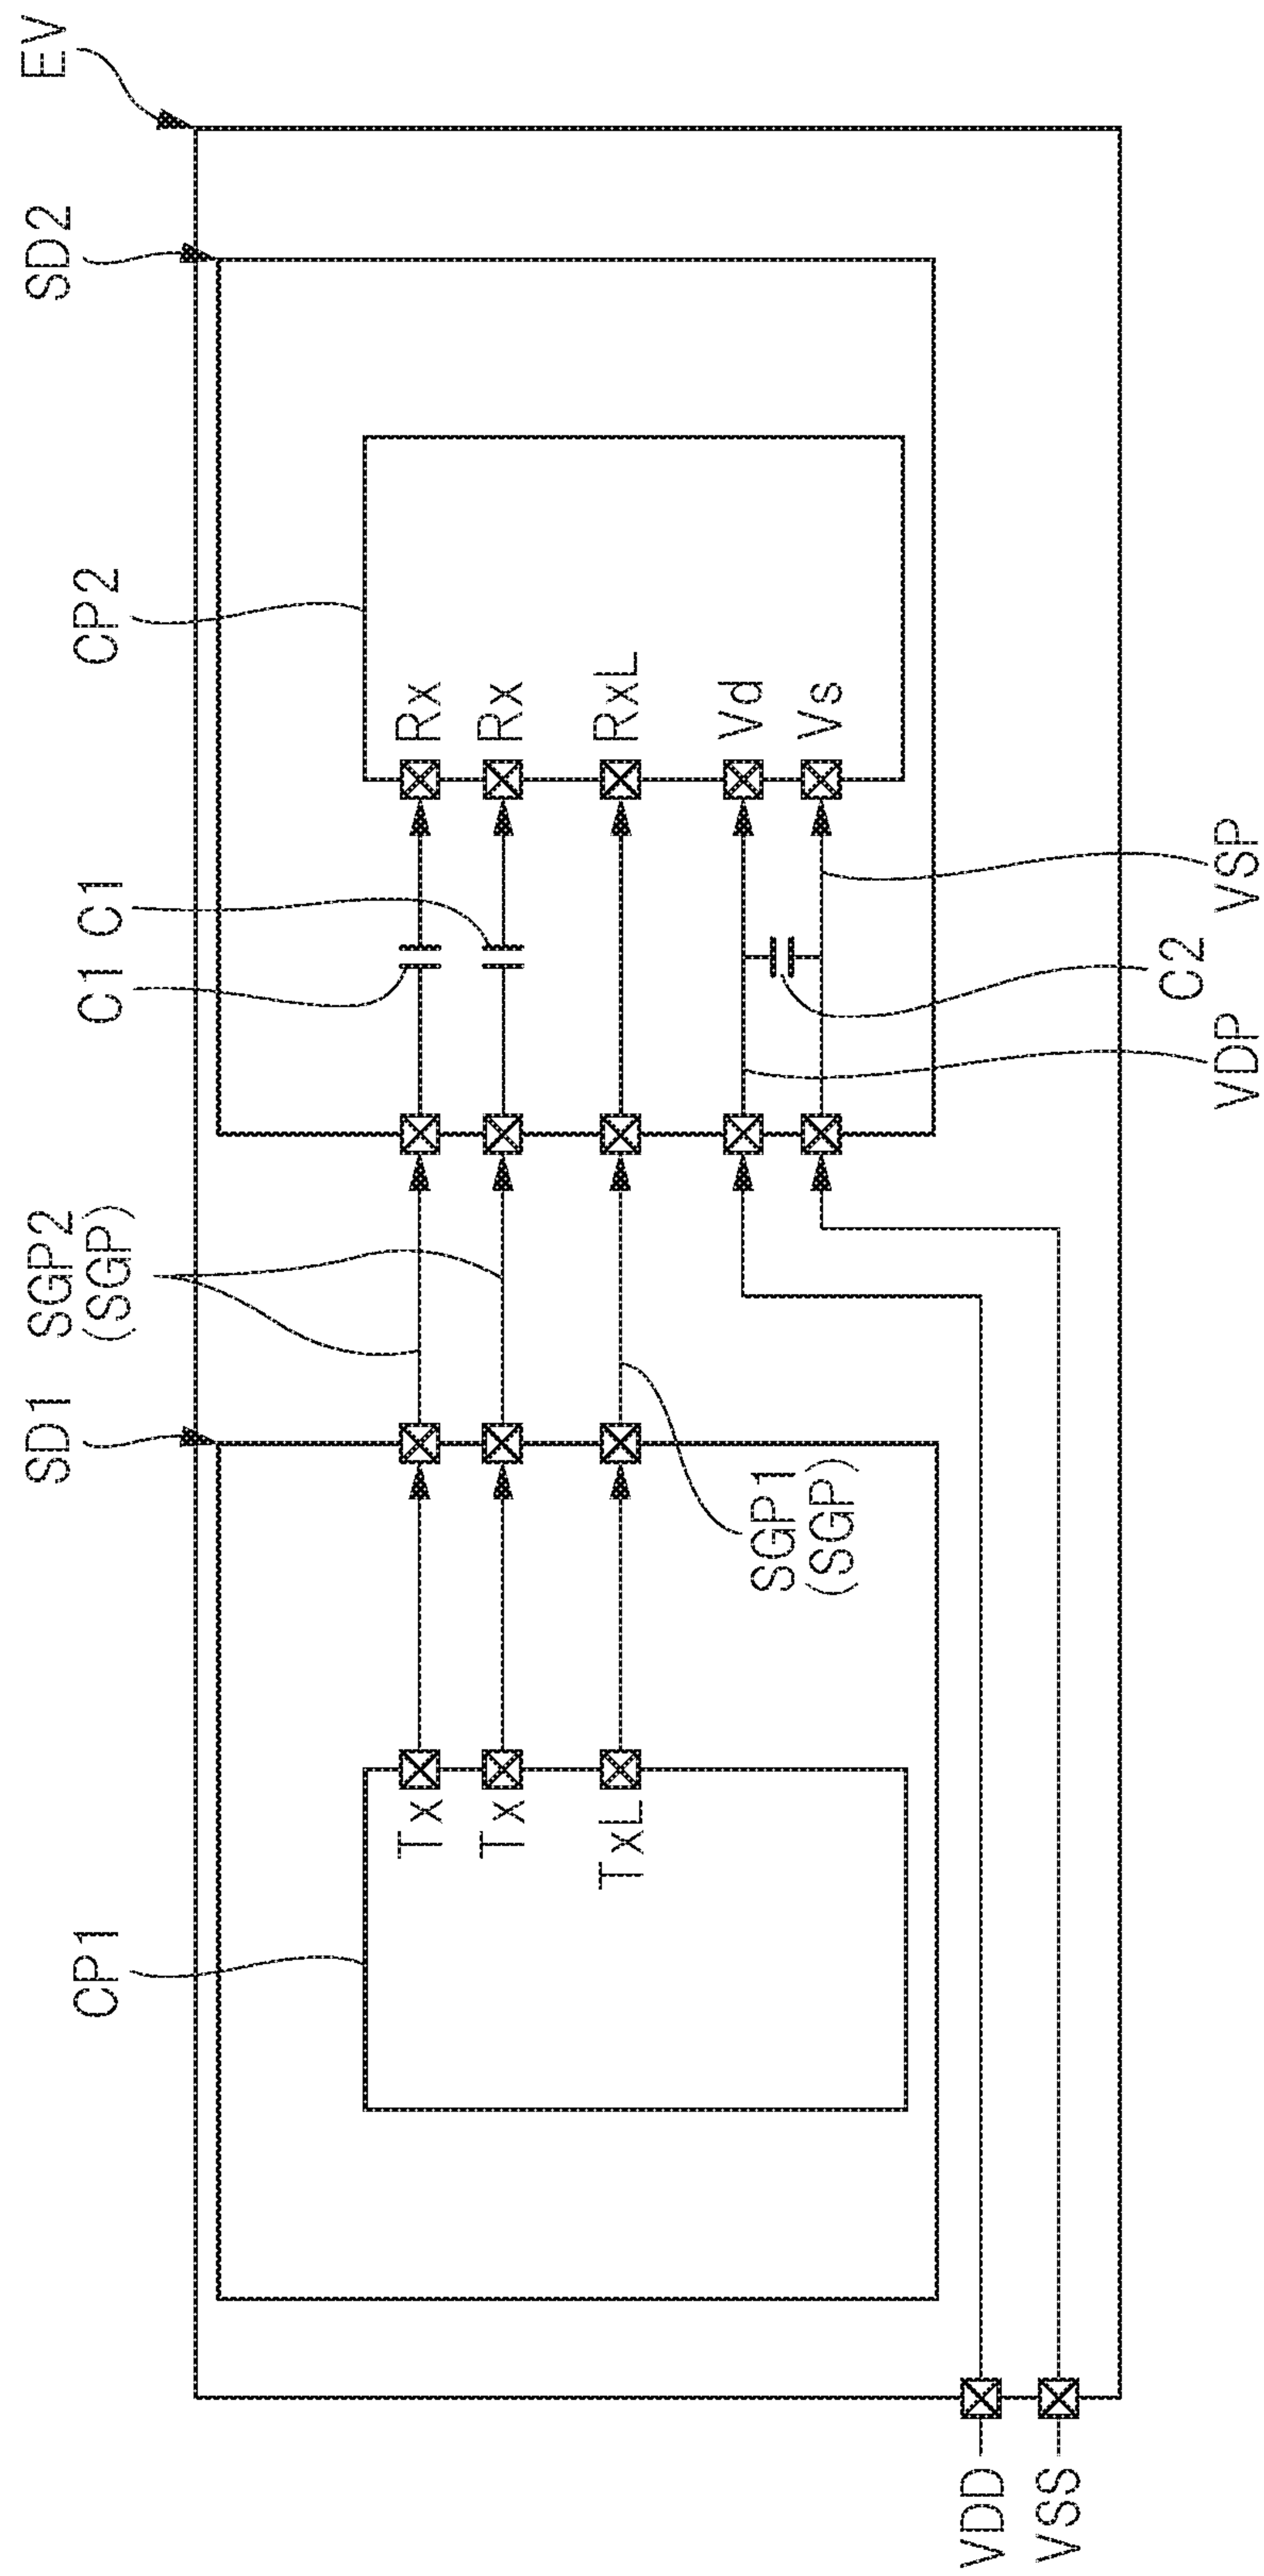 EV
SD2
SD1
SGP2
(SGP)
C1
C1
CP2
CP1
Tx
Tx
TxL
Rx
Rx
RxL
Vd
Vs
SGP1
(SGP)
VDP
C2
VSP
VDD
VSS